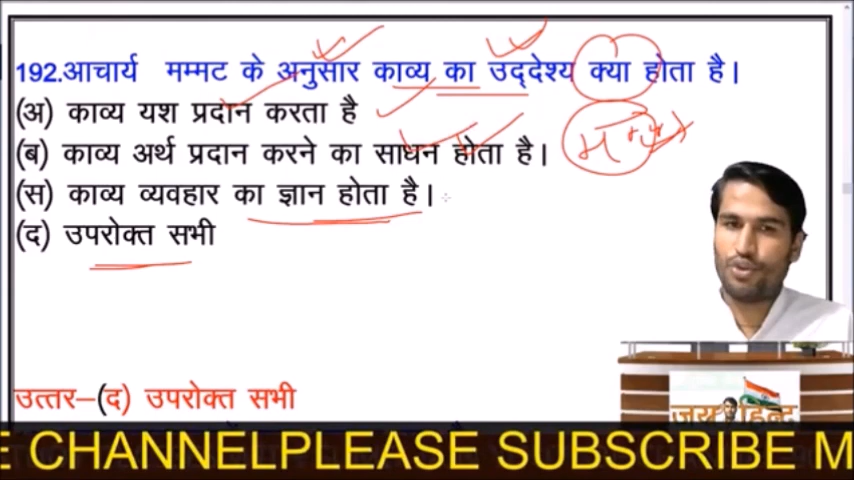 192.आचार्य मम्मट के अनुसार काव्य का उद्देश्य क्या होता है।
(अ) काव्य यश प्रदान करता है
(ब) काव्य अर्थ प्रदान करने का साधन होता है।
(स) काव्य व्यवहार का ज्ञान होता है।
(द) उपरोक्त सभी
उत्तर–(द) उपरोक्त सभी
जय हिन्द
E CHANNELPLEASE SUBSCRIBE M